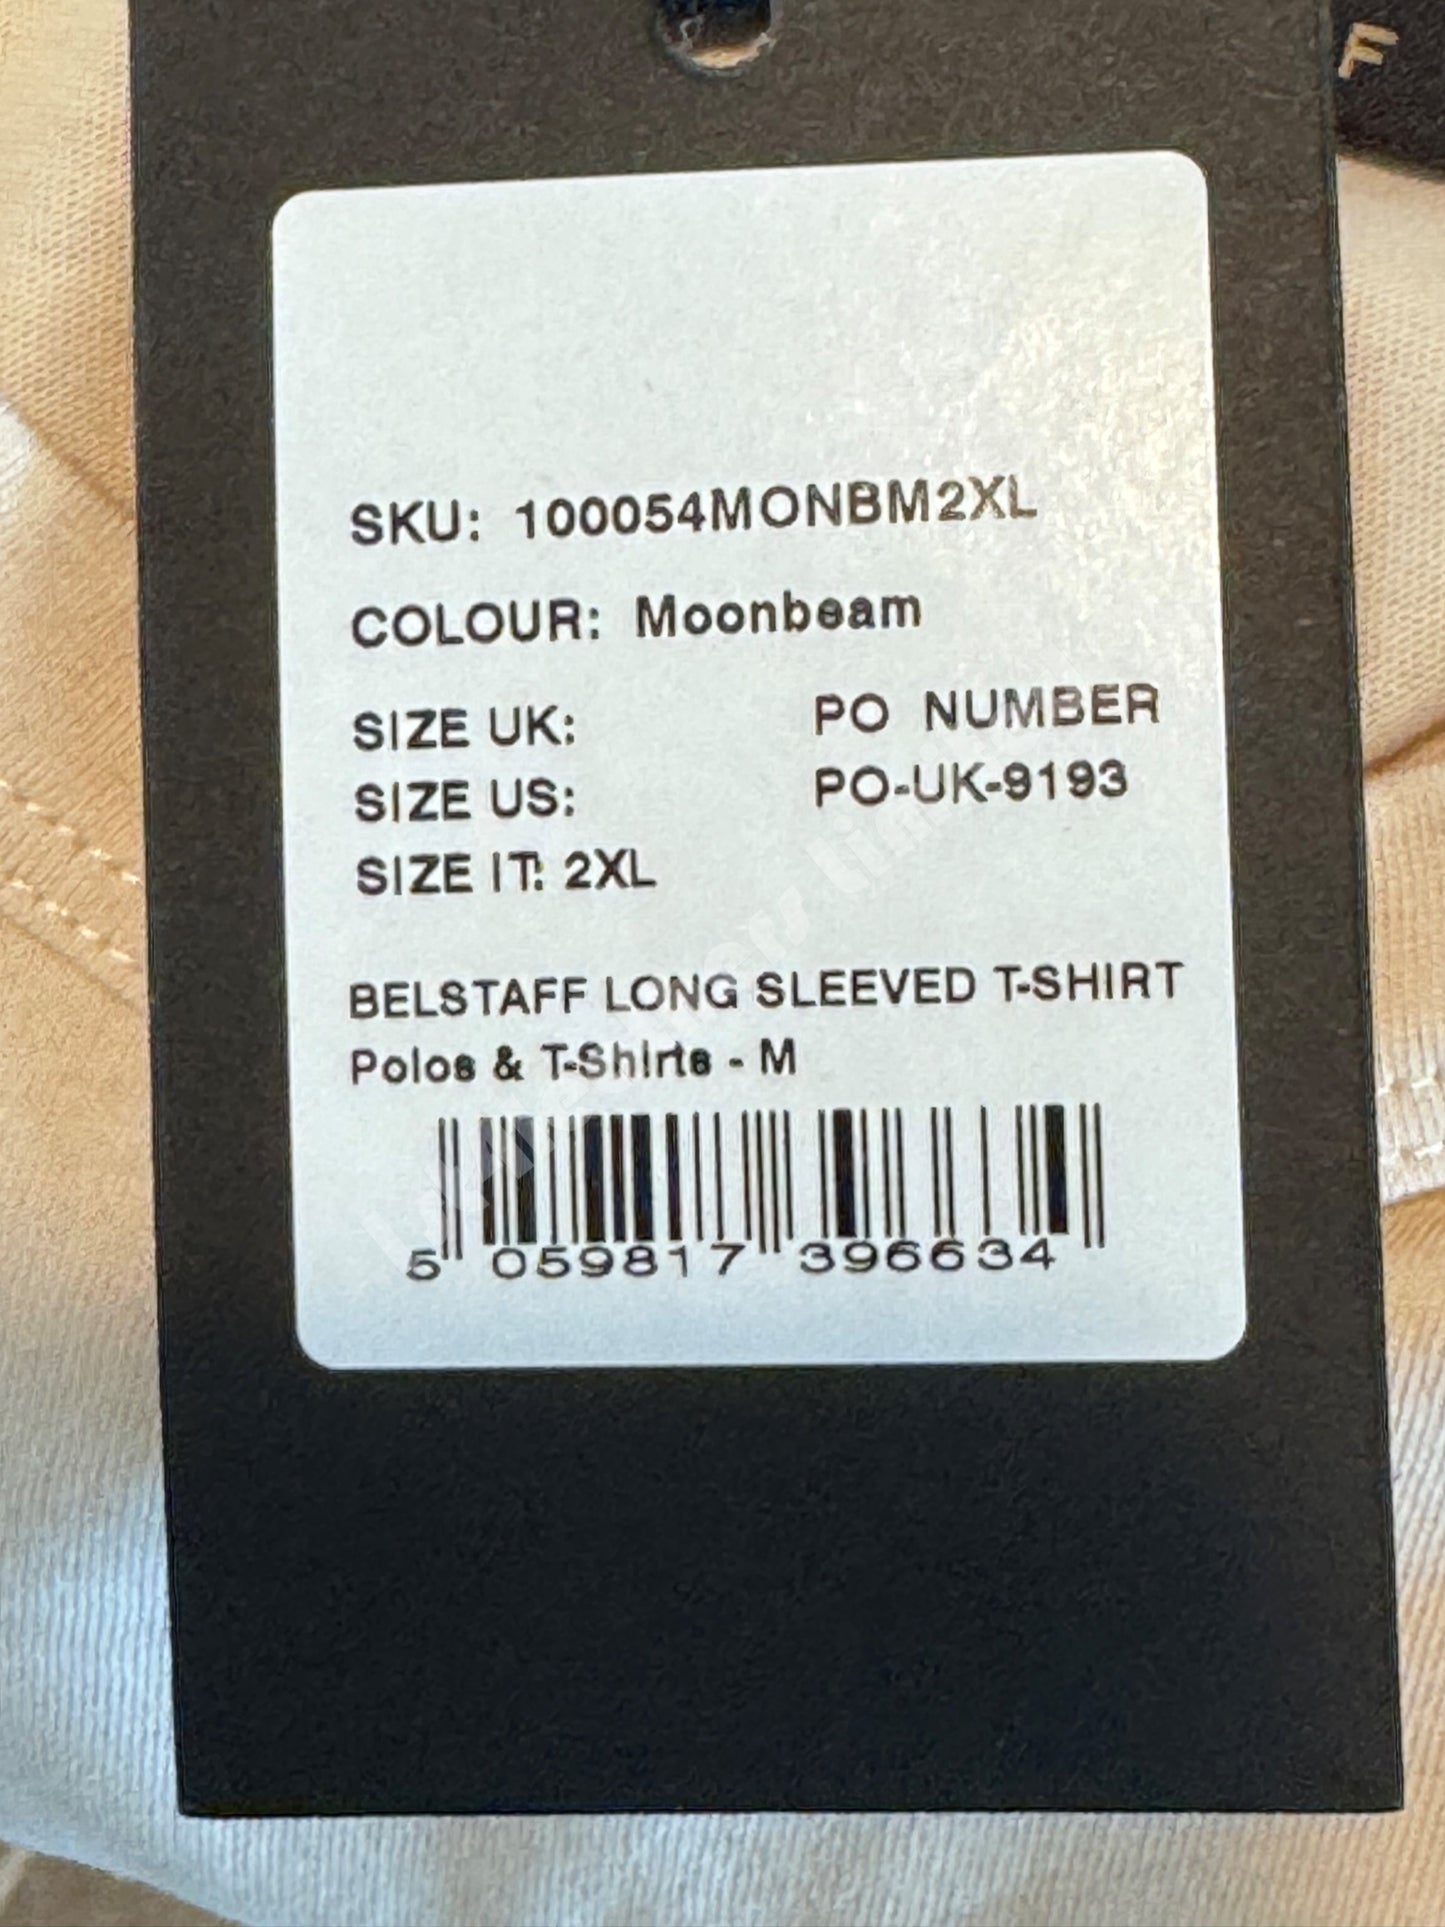 F
SKU: 100054MONBM2XL
COLOUR: Moonbeam
SIZE UK:
SIZE US:
SIZE IT: 2XL
PO NUMBER
PO-UK-9193
BELSTAFF LONG SLEEVED T-SHIRT
Polos & T-Shirts - M
5 059817 396634